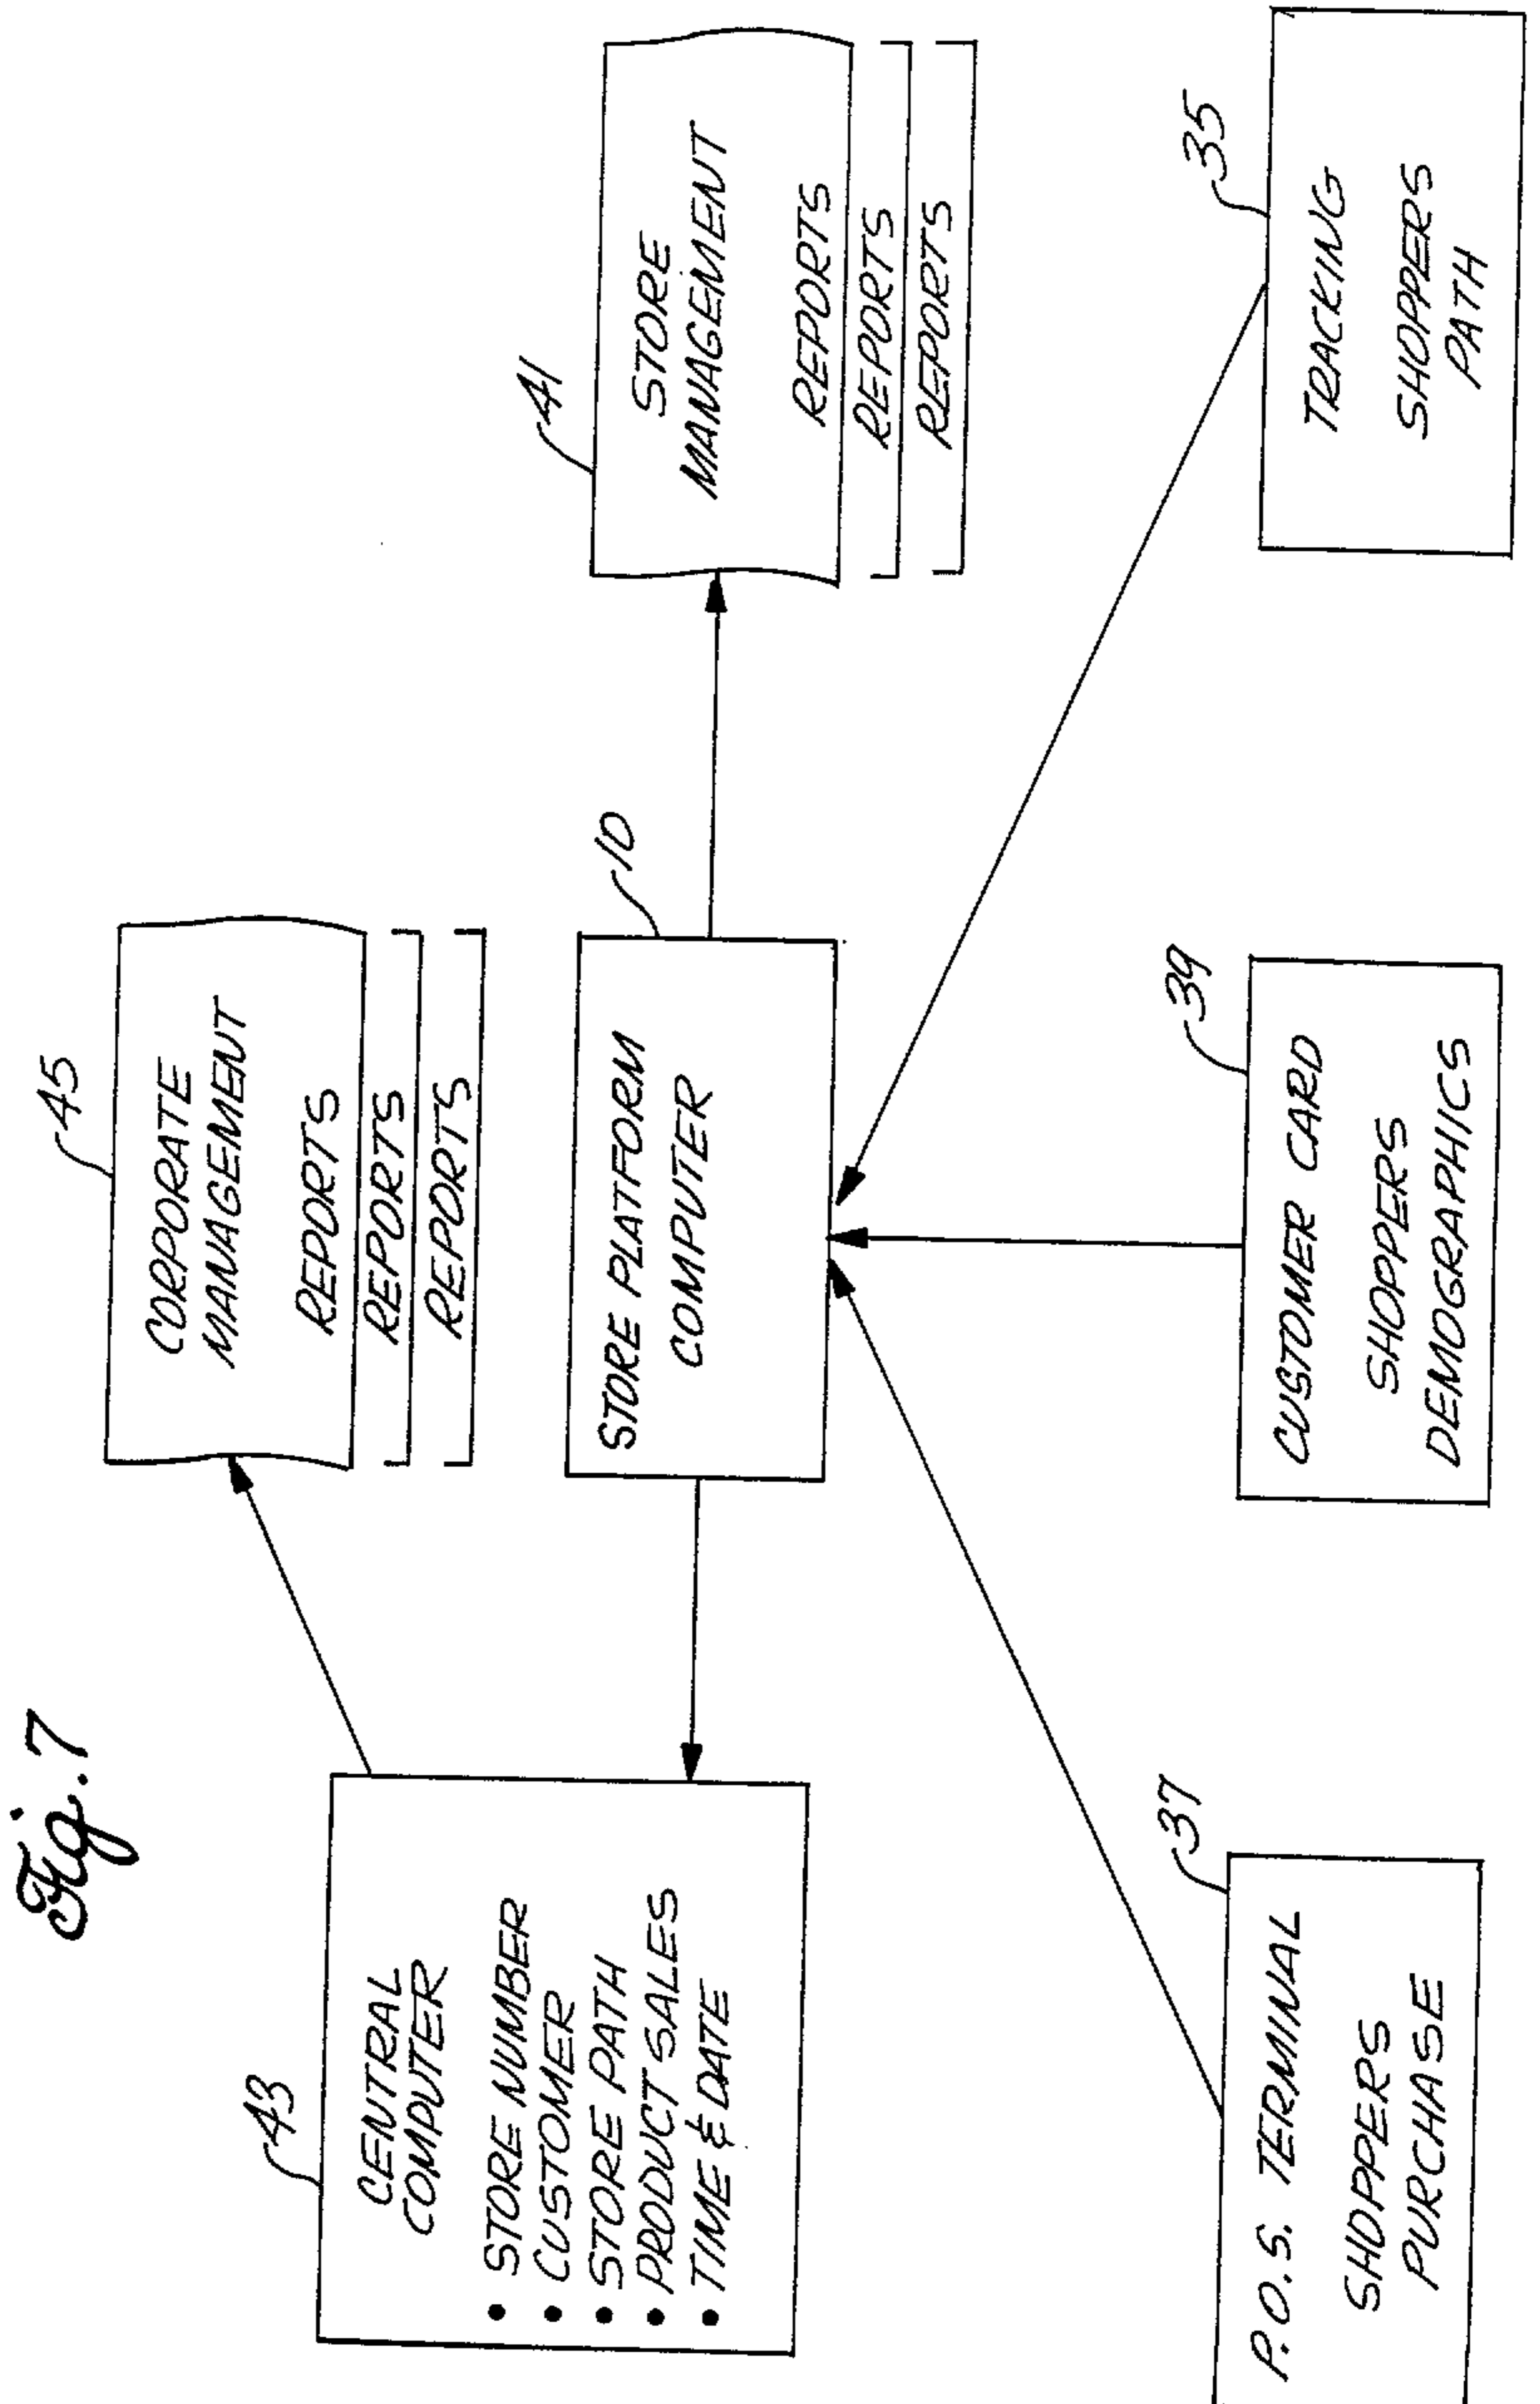 Fig. 7
45
CORPORATE
MANAGEMENT
REPORTS
REPORTS
REPORTS
43
CENTRAL
COMPUTER
• STORE NUMBER
• CUSTOMER
• STORE PATH
• PRODUCT SALES
• TIME & DATE
10
STORE PLATFORM
COMPUTER
41
STORE
MANAGEMENT
REPORTS
REPORTS
REPORTS
37
P.O.S. TERMINAL
SHOPPERS
PURCHASE
39
CUSTOMER CARD
SHOPPERS
DEMOGRAPHICS
35
TRACKING
SHOPPERS
PATH